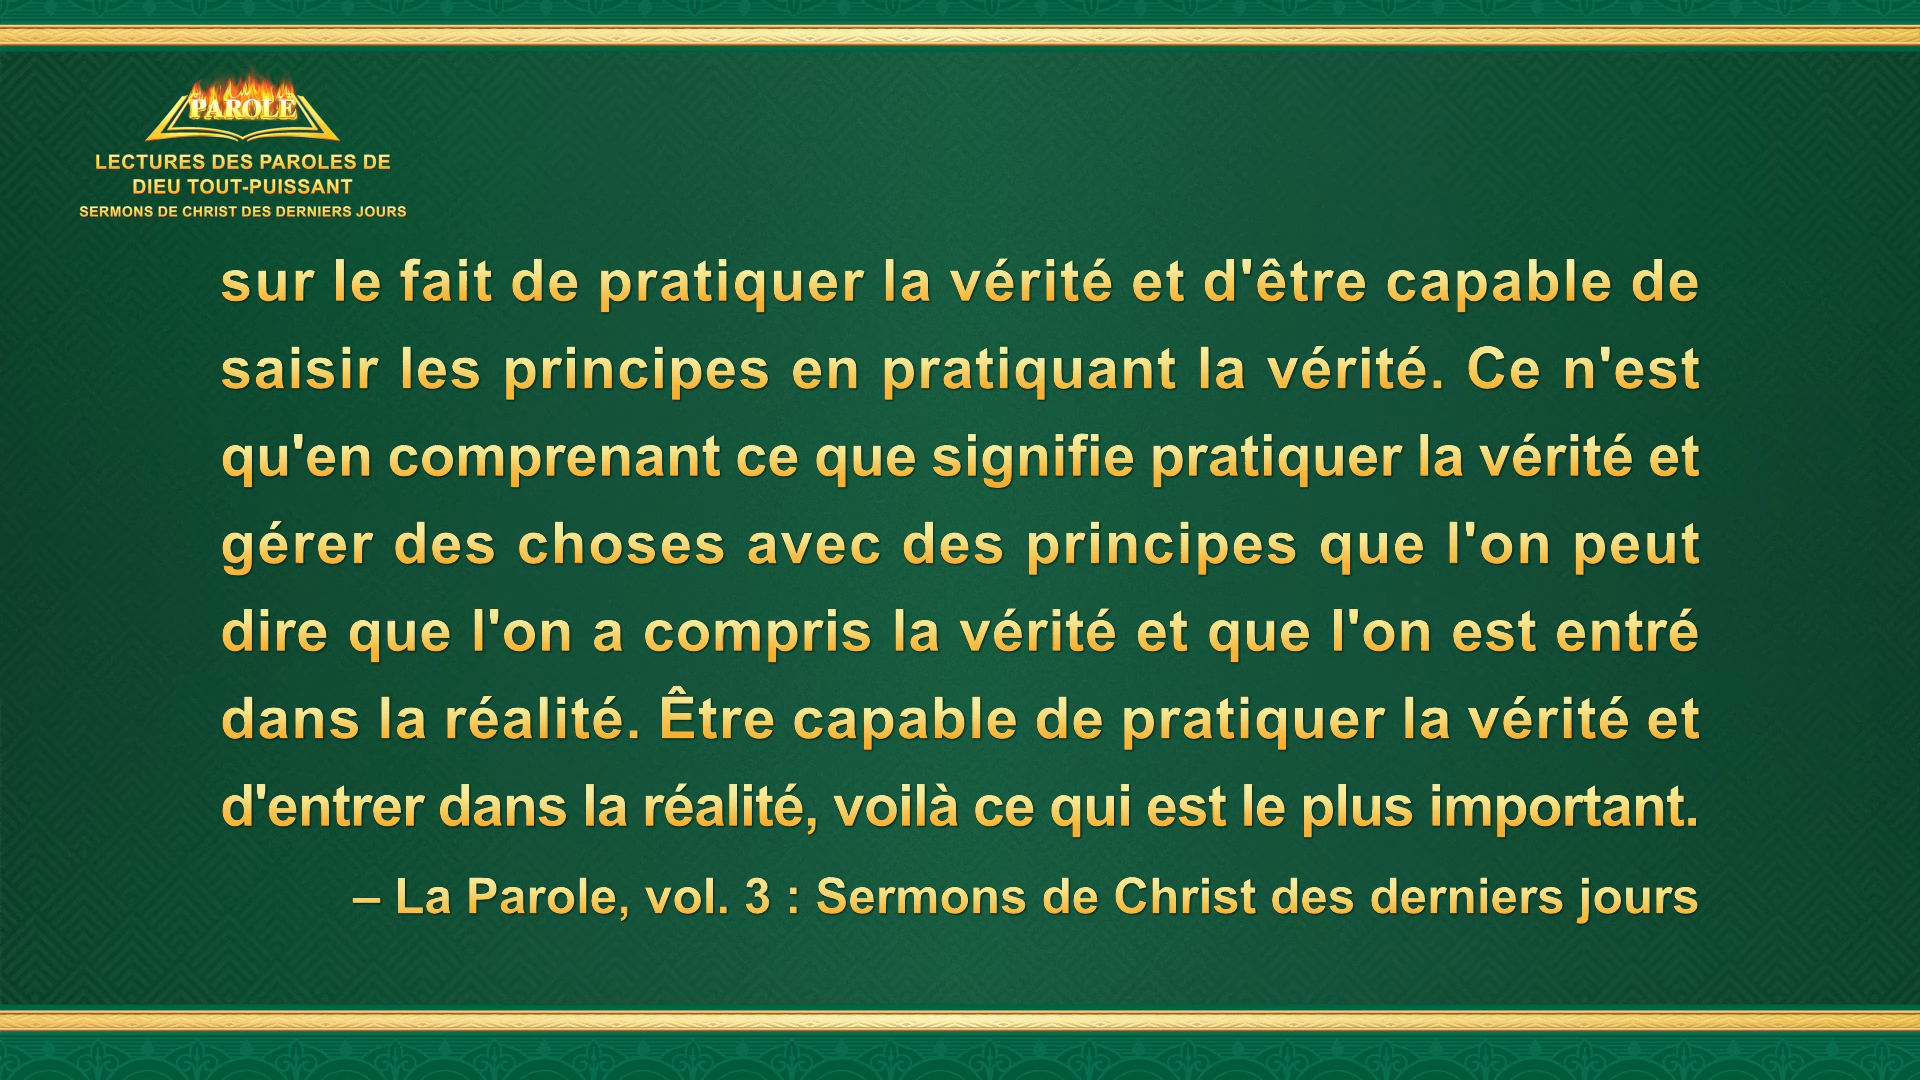 PAROLE
LECTURES DES PAROLES DE
DIEU TOUT-PUISSANT
SERMONS DE CHRIST DES DERNIERS JOURS
sur le fait de pratiquer la vérité et d'être capable de
saisir les principes en pratiquant la vérité. Ce n'est
qu'en comprenant ce que signifie pratiquer la vérité et
gérer des choses avec des principes que l'on peut
dire que l'on a compris la vérité et que l'on est entré
dans la réalité. Être capable de pratiquer la vérité et
d'entrer dans la réalité, voilà ce qui est le plus important.
– La Parole, vol. 3 : Sermons de Christ des derniers jours